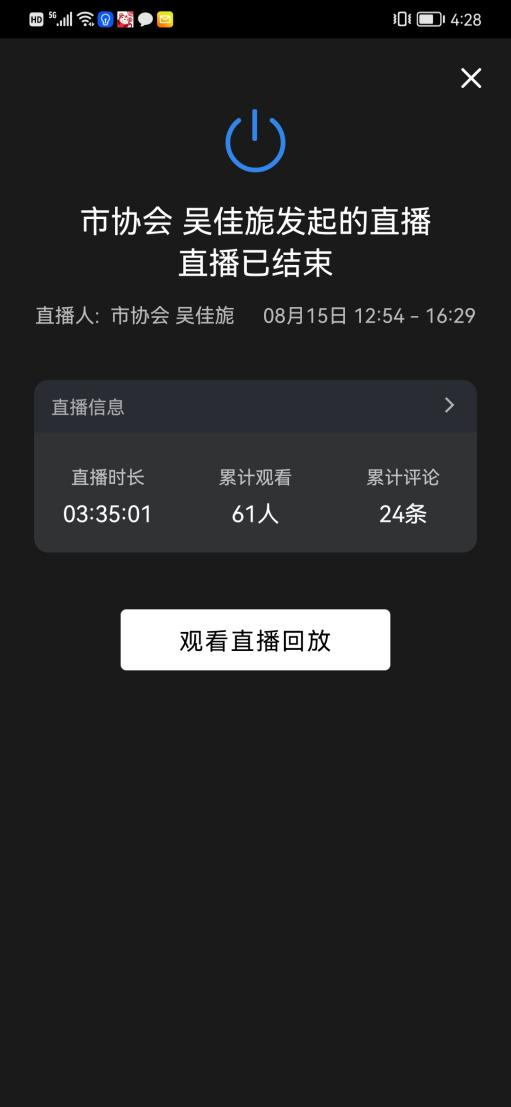 HD 5G 4:28
市协会 吴佳旎发起的直播
直播已结束
直播人: 市协会 吴佳旎 08月15日 12:54 - 16:29
直播信息
直播时长 累计观看 累计评论
03:35:01 61人 24条
观看直播回放